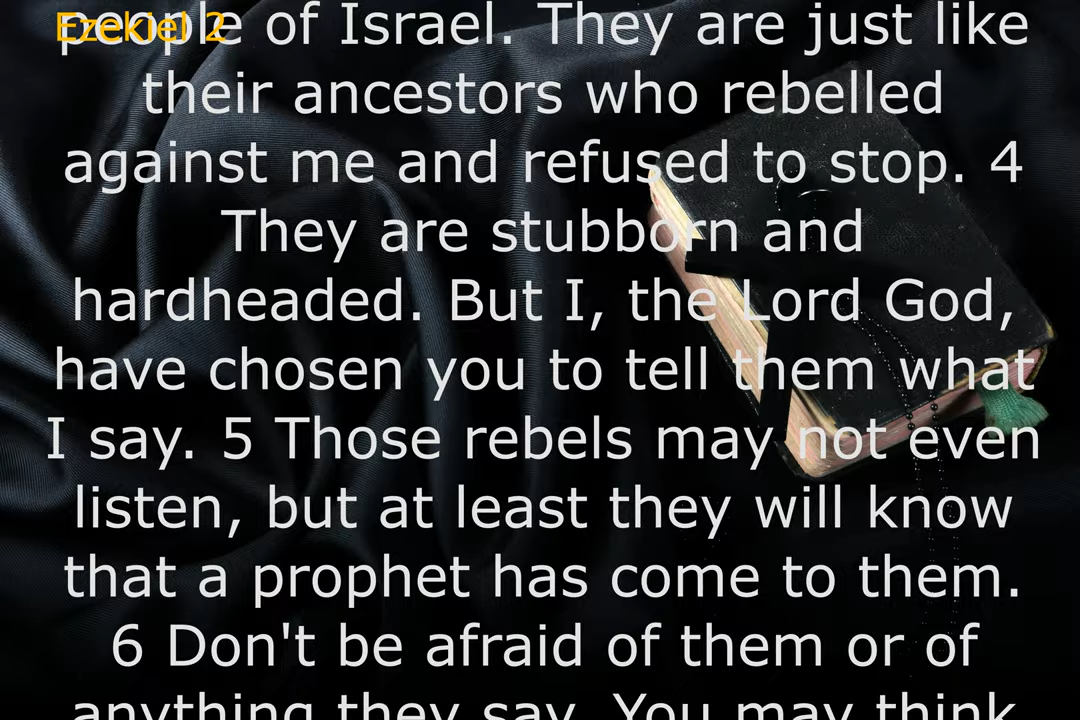 Ezekiel 2
people of Israel. They are just like
their ancestors who rebelled
against me and refused to stop. 4
They are stubborn and
hardheaded. But I, the Lord God,
have chosen you to tell them what
I say. 5 Those rebels may not even
listen, but at least they will know
that a prophet has come to them.
6 Don't be afraid of them or of
anything they say. You may think